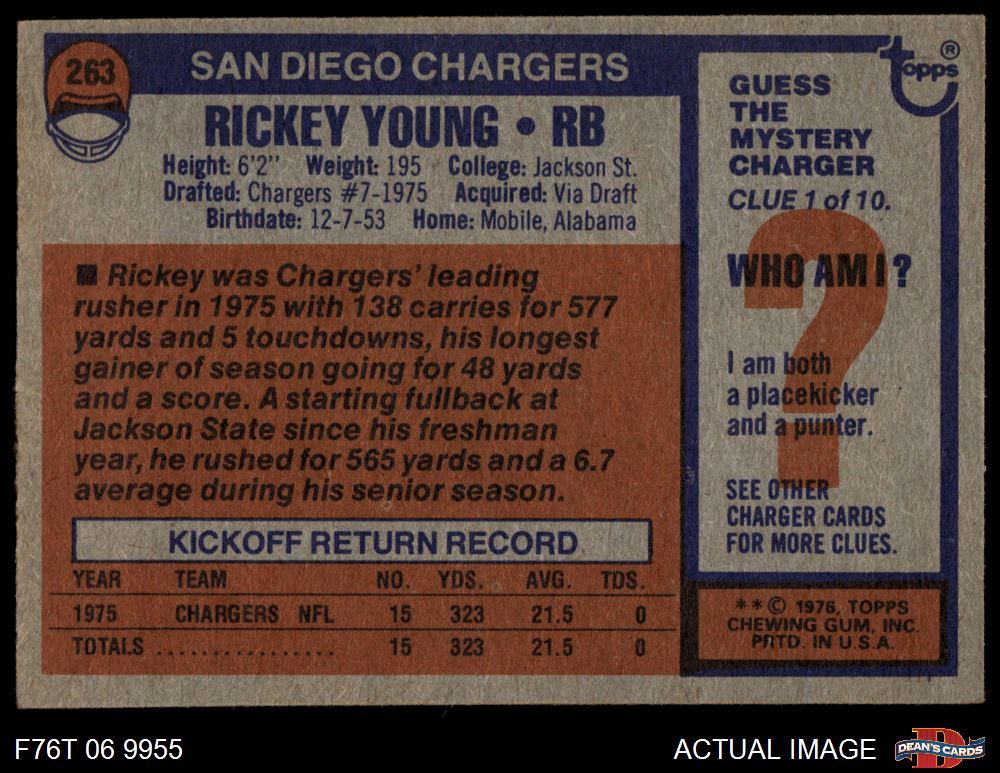 263
SAN DIEGO CHARGERS
RICKEY YOUNG • RB
Height: 6'2" Weight: 195 College: Jackson St.
Drafted: Chargers #7-1975 Acquired: Via Draft
Birthdate: 12-7-53 Home: Mobile, Alabama
■ Rickey was Chargers' leading
rusher in 1975 with 138 carries for 577
yards and 5 touchdowns, his longest
gainer of season going for 48 yards
and a score. A starting fullback at
Jackson State since his freshman
year, he rushed for 565 yards and a 6.7
average during his senior season.
KICKOFF RETURN RECORD
YEAR TEAM NO. YDS. AVG. TDS.
1975 CHARGERS NFL 15 323 21.5 0
TOTALS ................ 15 323 21.5 0
topps ®
GUESS
THE
MYSTERY
CHARGER
CLUE 1 of 10.
WHO AM I?
?
I am both
a placekicker
and a punter.
SEE OTHER
CHARGER CARDS
FOR MORE CLUES.
**© 1976, TOPPS
CHEWING GUM, INC.
PRTD. IN U.S.A.
F76T 06 9955
ACTUAL IMAGE
D
DEAN'S CARDS